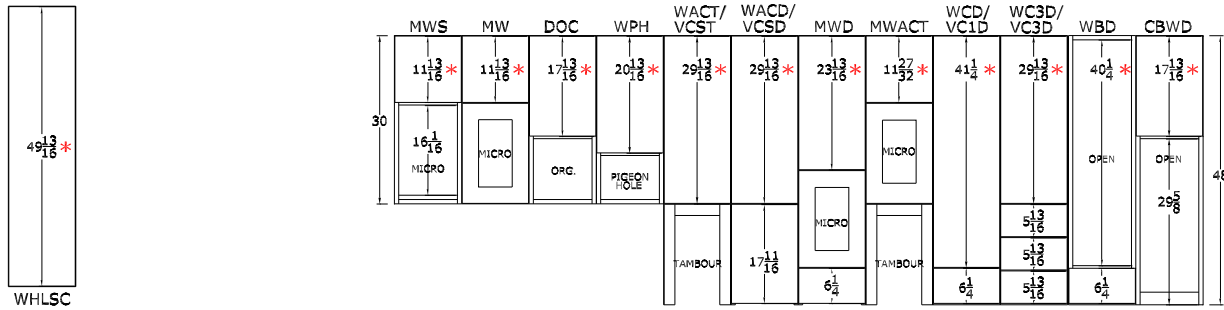 MWS MW DOC WPH WACT/ VCST WACD/ VCSD MWD MWACT WCD/ VC1D WC3D/ VC3D WBD CBWD
11 13/16 * 11 13/16 * 17 13/16 * 20 13/16 * 29 13/16 * 29 13/16 * 23 13/16 * 11 27/32 * 41 1/4 * 29 13/16 * 40 1/4 * 17 13/16 *
30
49 13/16 *
16 1/16
MICRO
MICRO
ORG.
PIGEON
HOLE
MICRO
OPEN
OPEN
48
29 5/8
MICRO
5 13/16
TAMBOUR
17 11/16
TAMBOUR
5 13/16
6 1/4
6 1/4
5 13/16
6 1/4
WHLSC